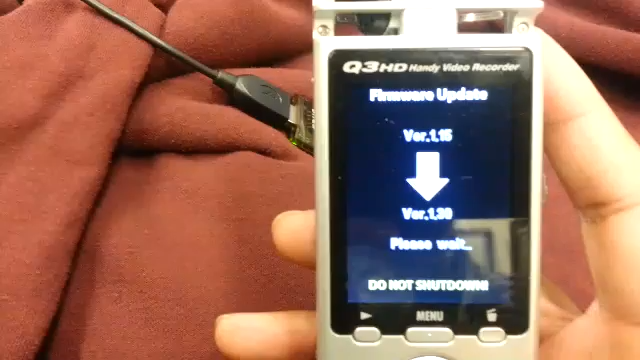 Q3HD Handy Video Recorder
Firmware Update
Ver.1.15
Ver.1.30
Please wait..
DO NOT SHUTDOWN!
MENU